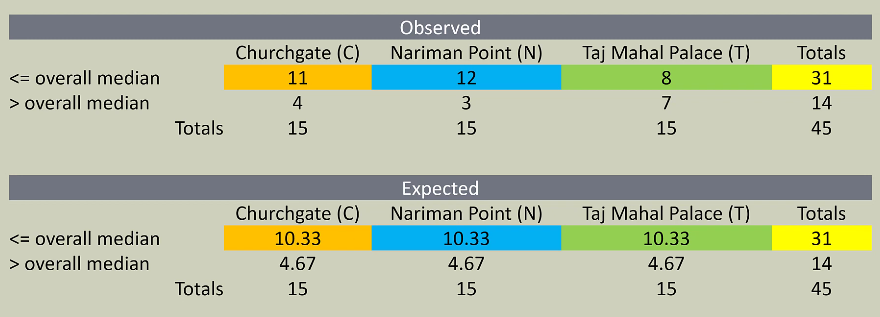 Observed
Churchgate (C) Nariman Point (N) Taj Mahal Palace (T) Totals
<= overall median 11 12 8 31
> overall median 4 3 7 14
Totals 15 15 15 45
Expected
Churchgate (C) Nariman Point (N) Taj Mahal Palace (T) Totals
<= overall median 10.33 10.33 10.33 31
> overall median 4.67 4.67 4.67 14
Totals 15 15 15 45